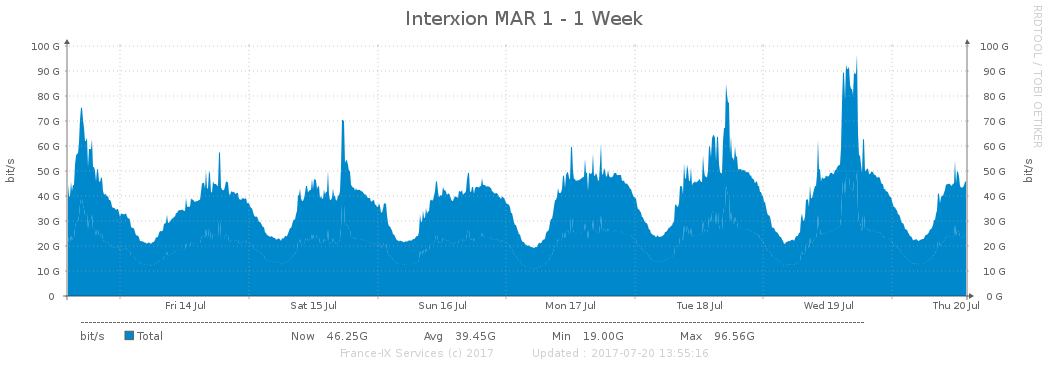 Interxion MAR 1 - 1 Week
RRDTOOL / TOBI OETIKER
bit/s
bit/s
100 G 100 G
90 G 90 G
80 G 80 G
70 G 70 G
60 G 60 G
50 G 50 G
40 G 40 G
30 G 30 G
20 G 20 G
10 G 10 G
0 0 G
Fri 14 Jul Sat 15 Jul Sun 16 Jul Mon 17 Jul Tue 18 Jul Wed 19 Jul Thu 20 Jul
bit/s Total Now 46.25G Avg 39.45G Min 19.00G Max 96.56G
France-IX Services (c) 2017 Updated : 2017-07-20 13:55:16